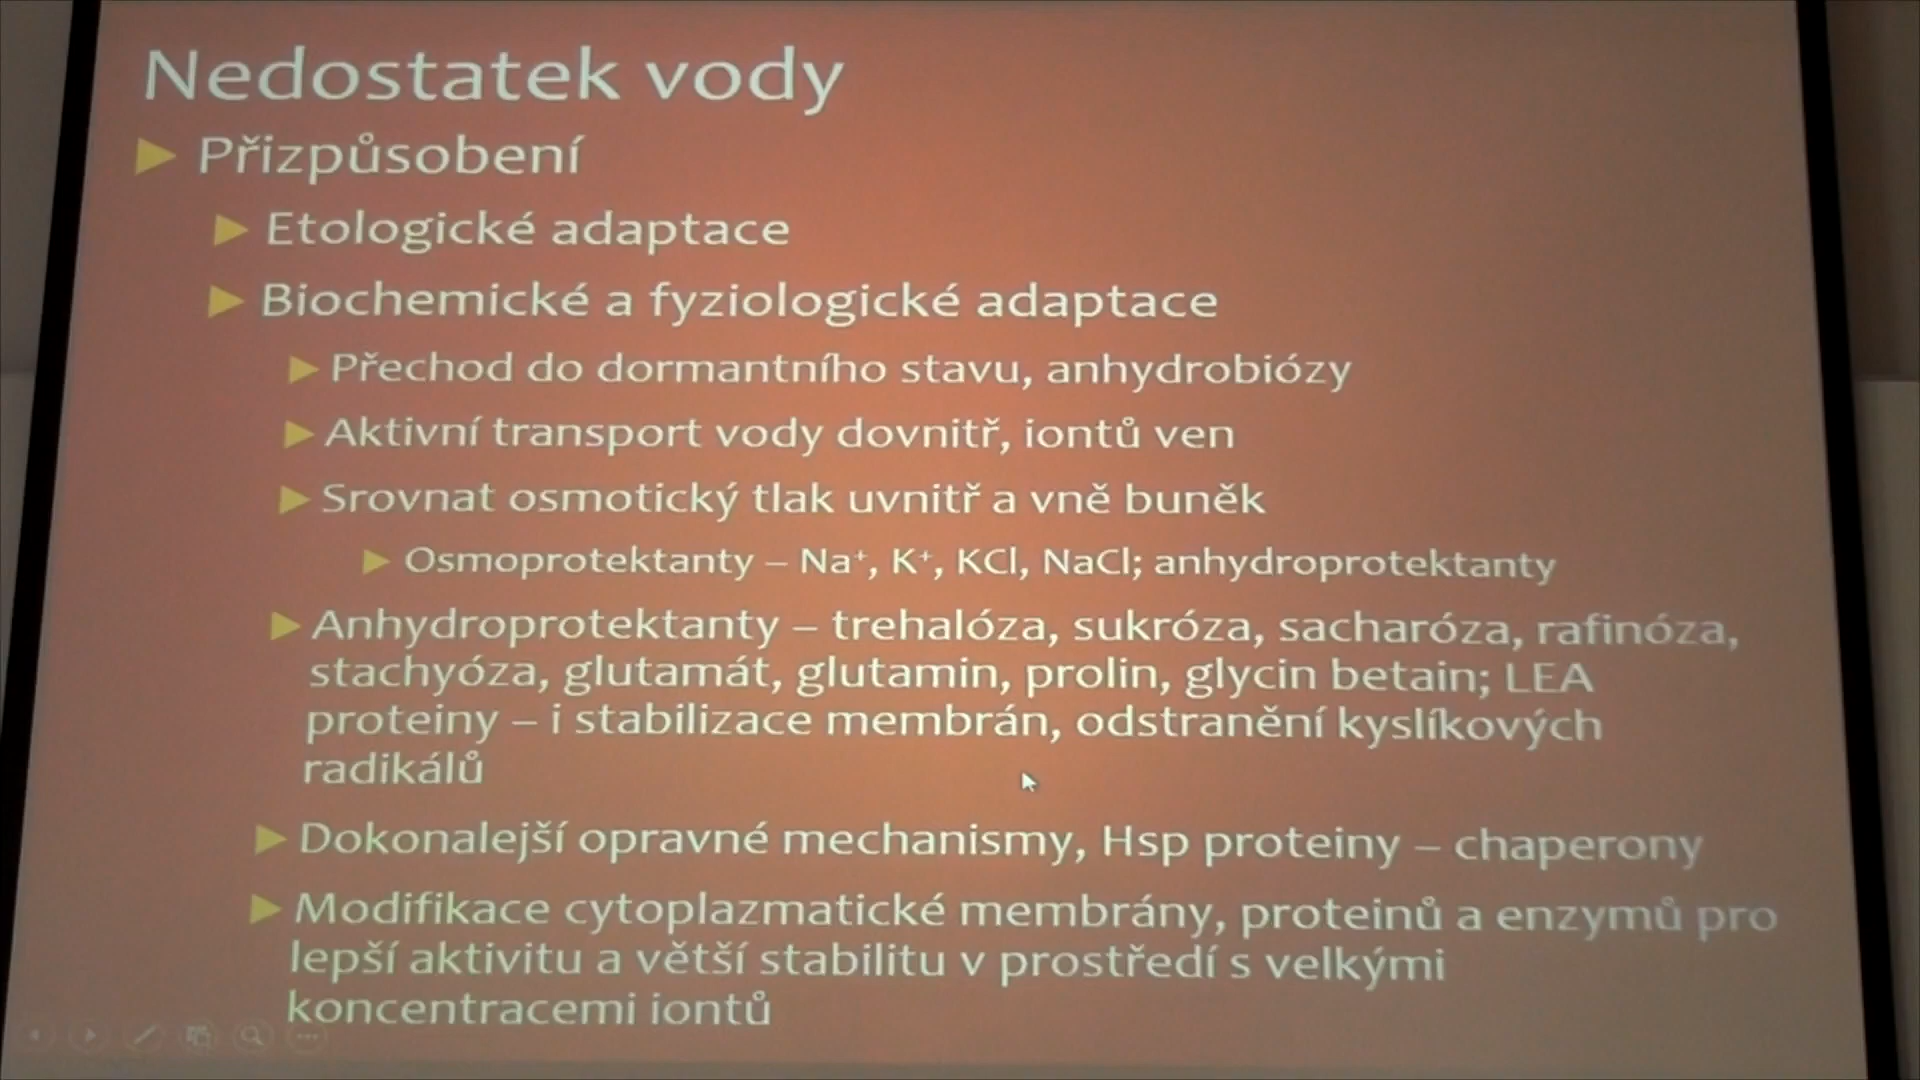 Nedostatek vody
► Přizpůsobení
► Etologické adaptace
► Biochemické a fyziologické adaptace
► Přechod do dormantního stavu, anhydrobiózy
► Aktivní transport vody dovnitř, iontů ven
► Srovnat osmotický tlak uvnitř a vně buněk
► Osmoprotektanty – Na⁺, K⁺, KCl, NaCl; anhydroprotektanty
► Anhydroprotektanty – trehalóza, sukróza, sacharóza, rafinóza,
stachyóza, glutamát, glutamin, prolin, glycin betain; LEA
proteiny – i stabilizace membrán, odstranění kyslíkových
radikálů
► Dokonalejší opravné mechanismy, Hsp proteiny – chaperony
► Modifikace cytoplazmatické membrány, proteinů a enzymů pro
lepší aktivitu a větší stabilitu v prostředí s velkými
koncentracemi iontů